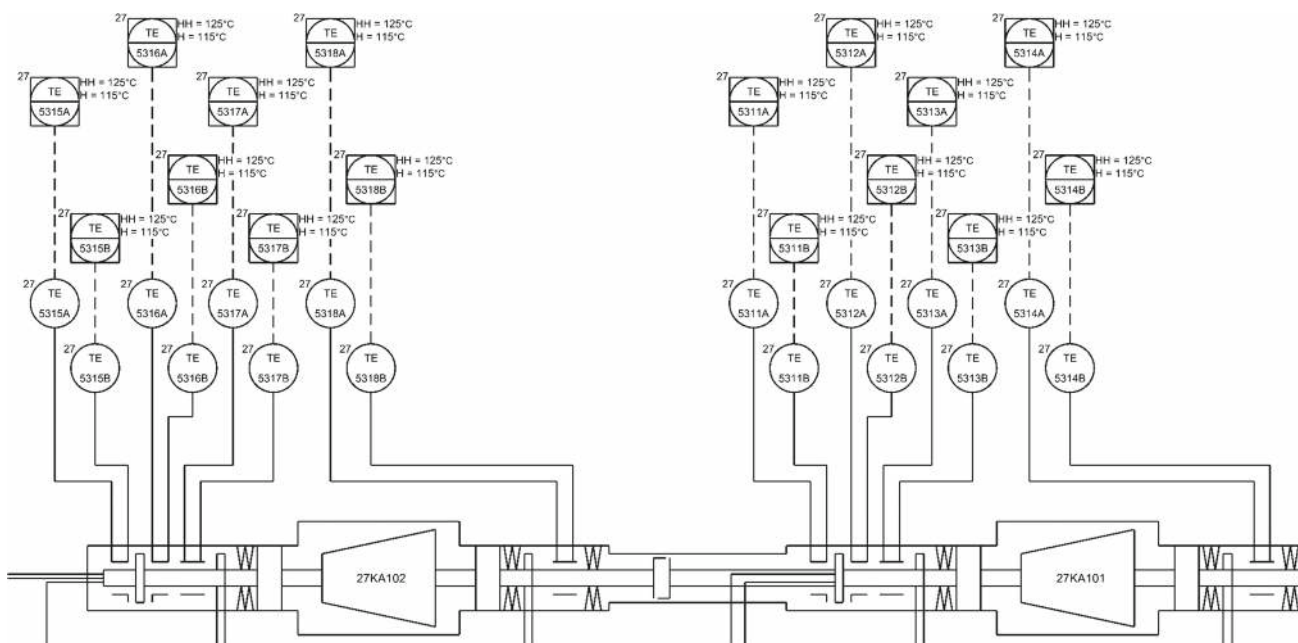 27 TE 5316A HH = 125°C H = 115°C
27 TE 5318A HH = 125°C H = 115°C
27 TE 5312A HH = 125°C H = 115°C
27 TE 5314A HH = 125°C H = 115°C
27 TE 5315A HH = 125°C H = 115°C
27 TE 5317A HH = 125°C H = 115°C
27 TE 5311A HH = 125°C H = 115°C
27 TE 5313A HH = 125°C H = 115°C
27 TE 5316B HH = 125°C H = 115°C
27 TE 5318B HH = 125°C H = 115°C
27 TE 5312B HH = 125°C H = 115°C
27 TE 5314B HH = 125°C H = 115°C
27 TE 5315B HH = 125°C H = 115°C
27 TE 5317B HH = 125°C H = 115°C
27 TE 5311B HH = 125°C H = 115°C
27 TE 5313B HH = 125°C H = 115°C
27 TE 5315A
27 TE 5316A
27 TE 5317A
27 TE 5318A
27 TE 5311A
27 TE 5312A
27 TE 5313A
27 TE 5314A
27 TE 5315B
27 TE 5316B
27 TE 5317B
27 TE 5318B
27 TE 5311B
27 TE 5312B
27 TE 5313B
27 TE 5314B
27KA102
27KA101